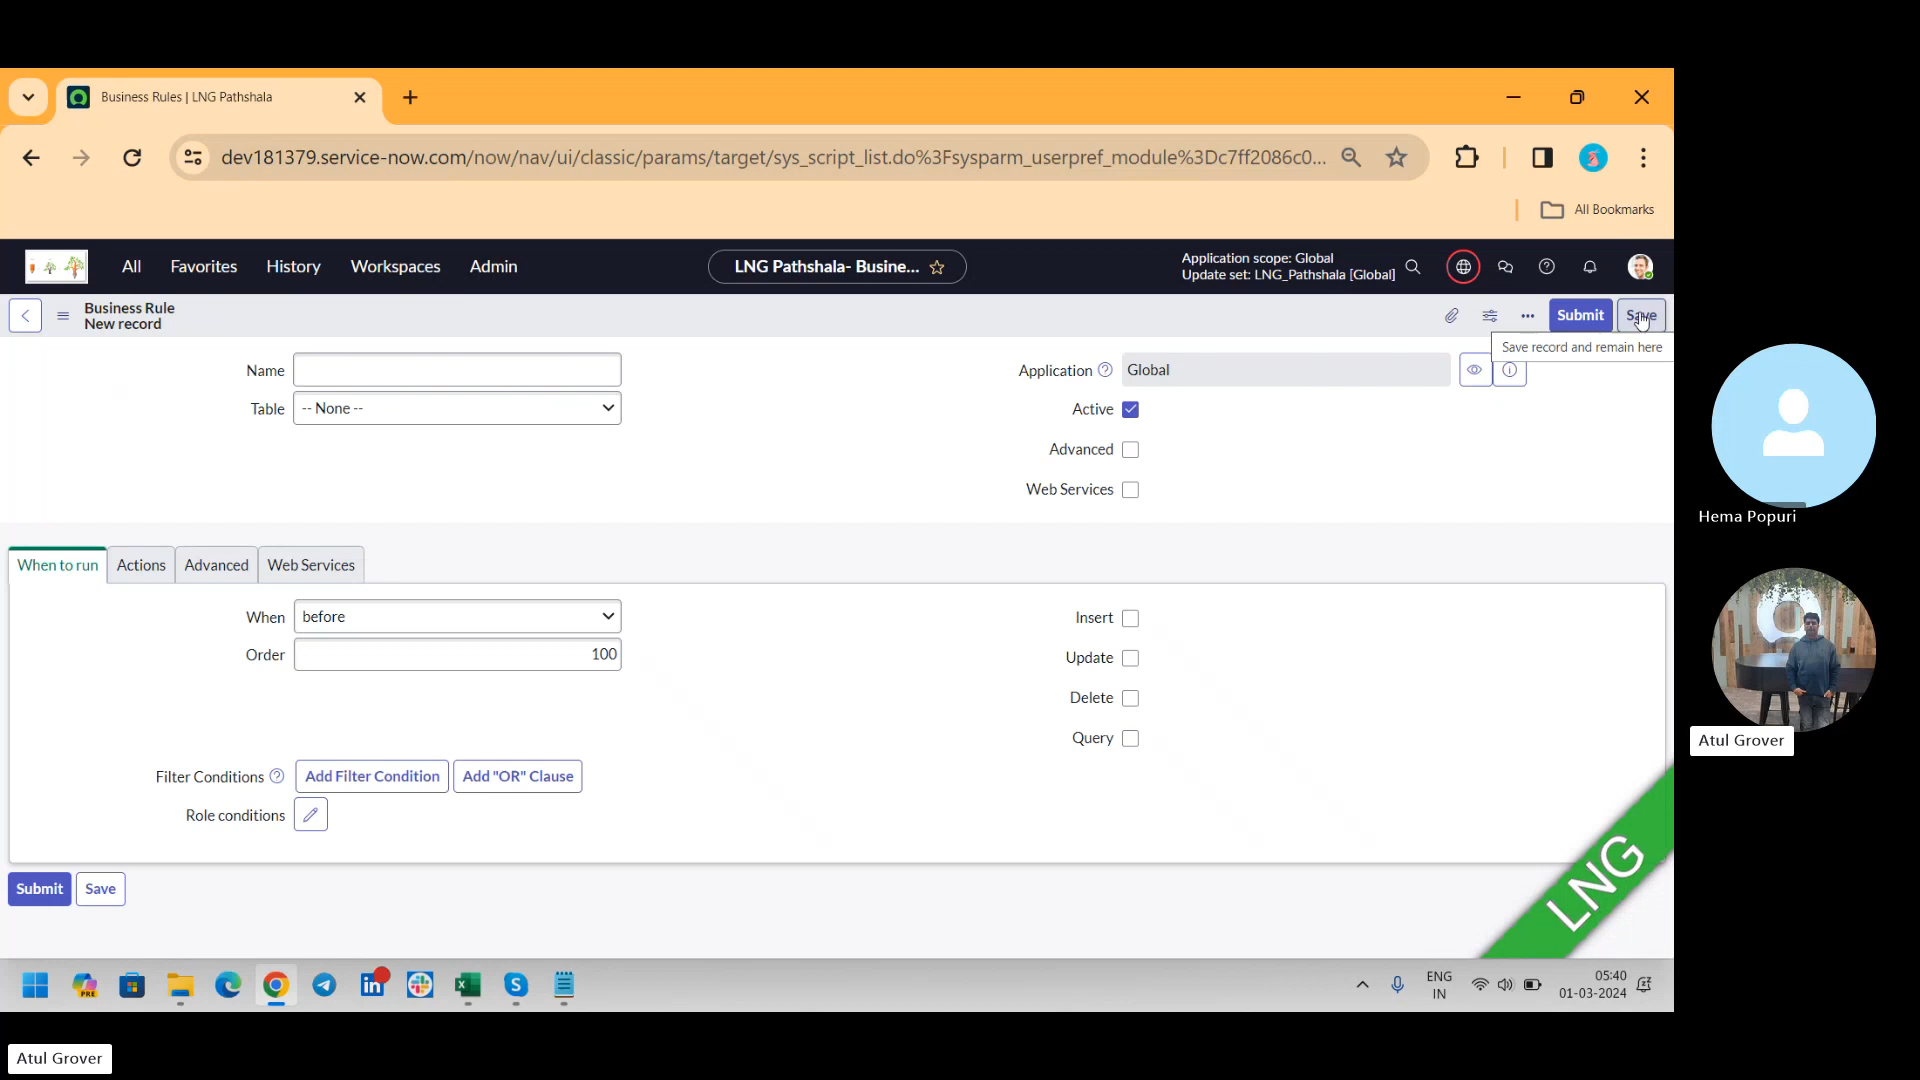 Business Rules | LNG Pathshala
dev181379.service-now.com/now/nav/ui/classic/params/target/sys_script_list.do%3Fsysparm_userpref_module%3Dc7ff2086c0...
All Bookmarks
All Favorites History Workspaces Admin
LNG Pathshala- Busine...
Application scope: Global
Update set: LNG_Pathshala [Global]
Business Rule
New record
Submit Save
Save record and remain here
Name
Application Global
Table -- None --
Active
Advanced
Web Services
When to run Actions Advanced Web Services
When before
Insert
Order 100
Update
Delete
Query
Filter Conditions Add Filter Condition Add "OR" Clause
Role conditions
Submit Save
LNG
Hema Popuri
Atul Grover
PRE
ENG
IN
05:40
01-03-2024
Atul Grover